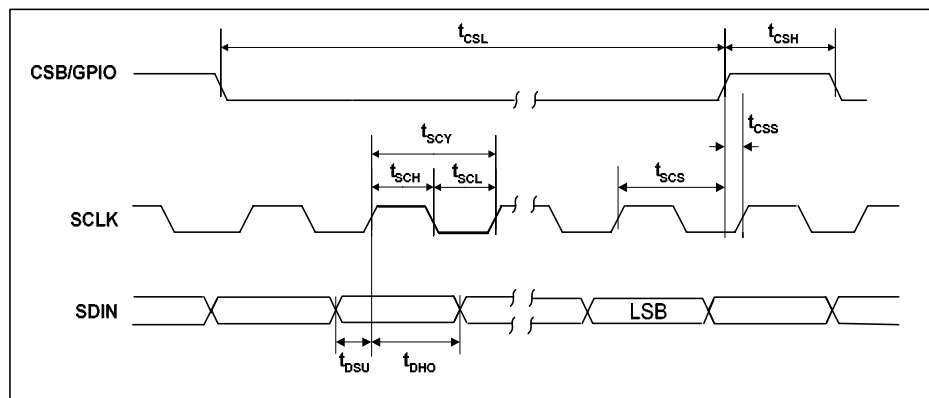 tCSL
tCSH
CSB/GPIO
tCSS
tSCY
tSCH
tSCL
tSCS
SCLK
SDIN
LSB
tDSU
tDHO